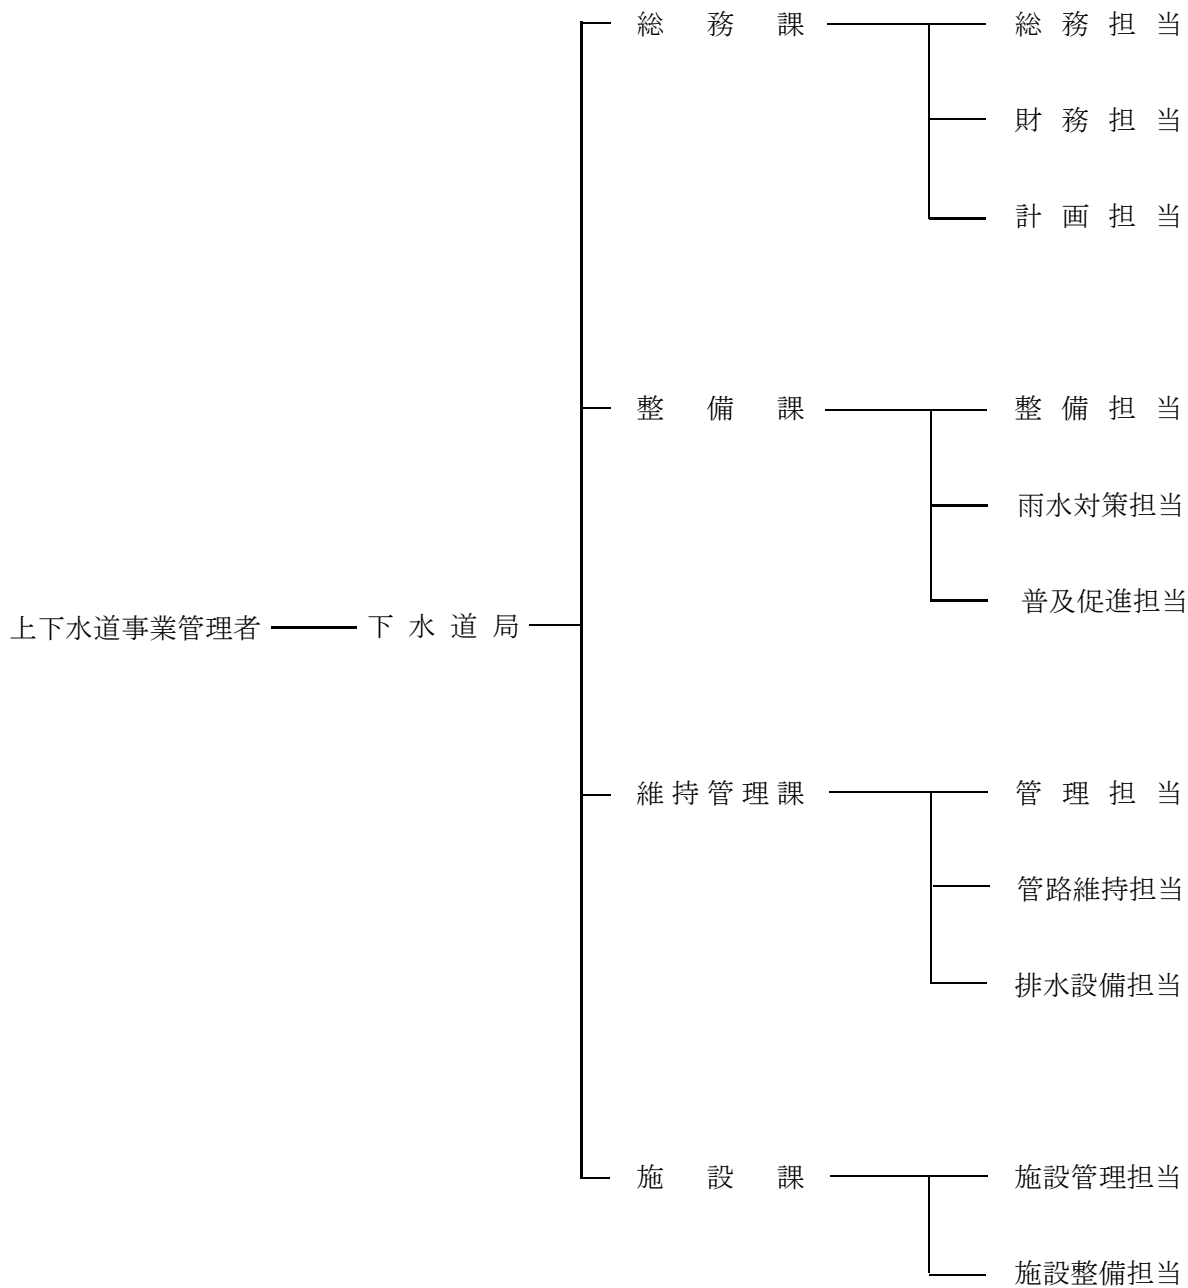 総務課 総務担当
財務担当
計画担当
整備課 整備担当
雨水対策担当
普及促進担当
上下水道事業管理者 下水道局
維持管理課 管理担当
管路維持担当
排水設備担当
施設課 施設管理担当
施設整備担当